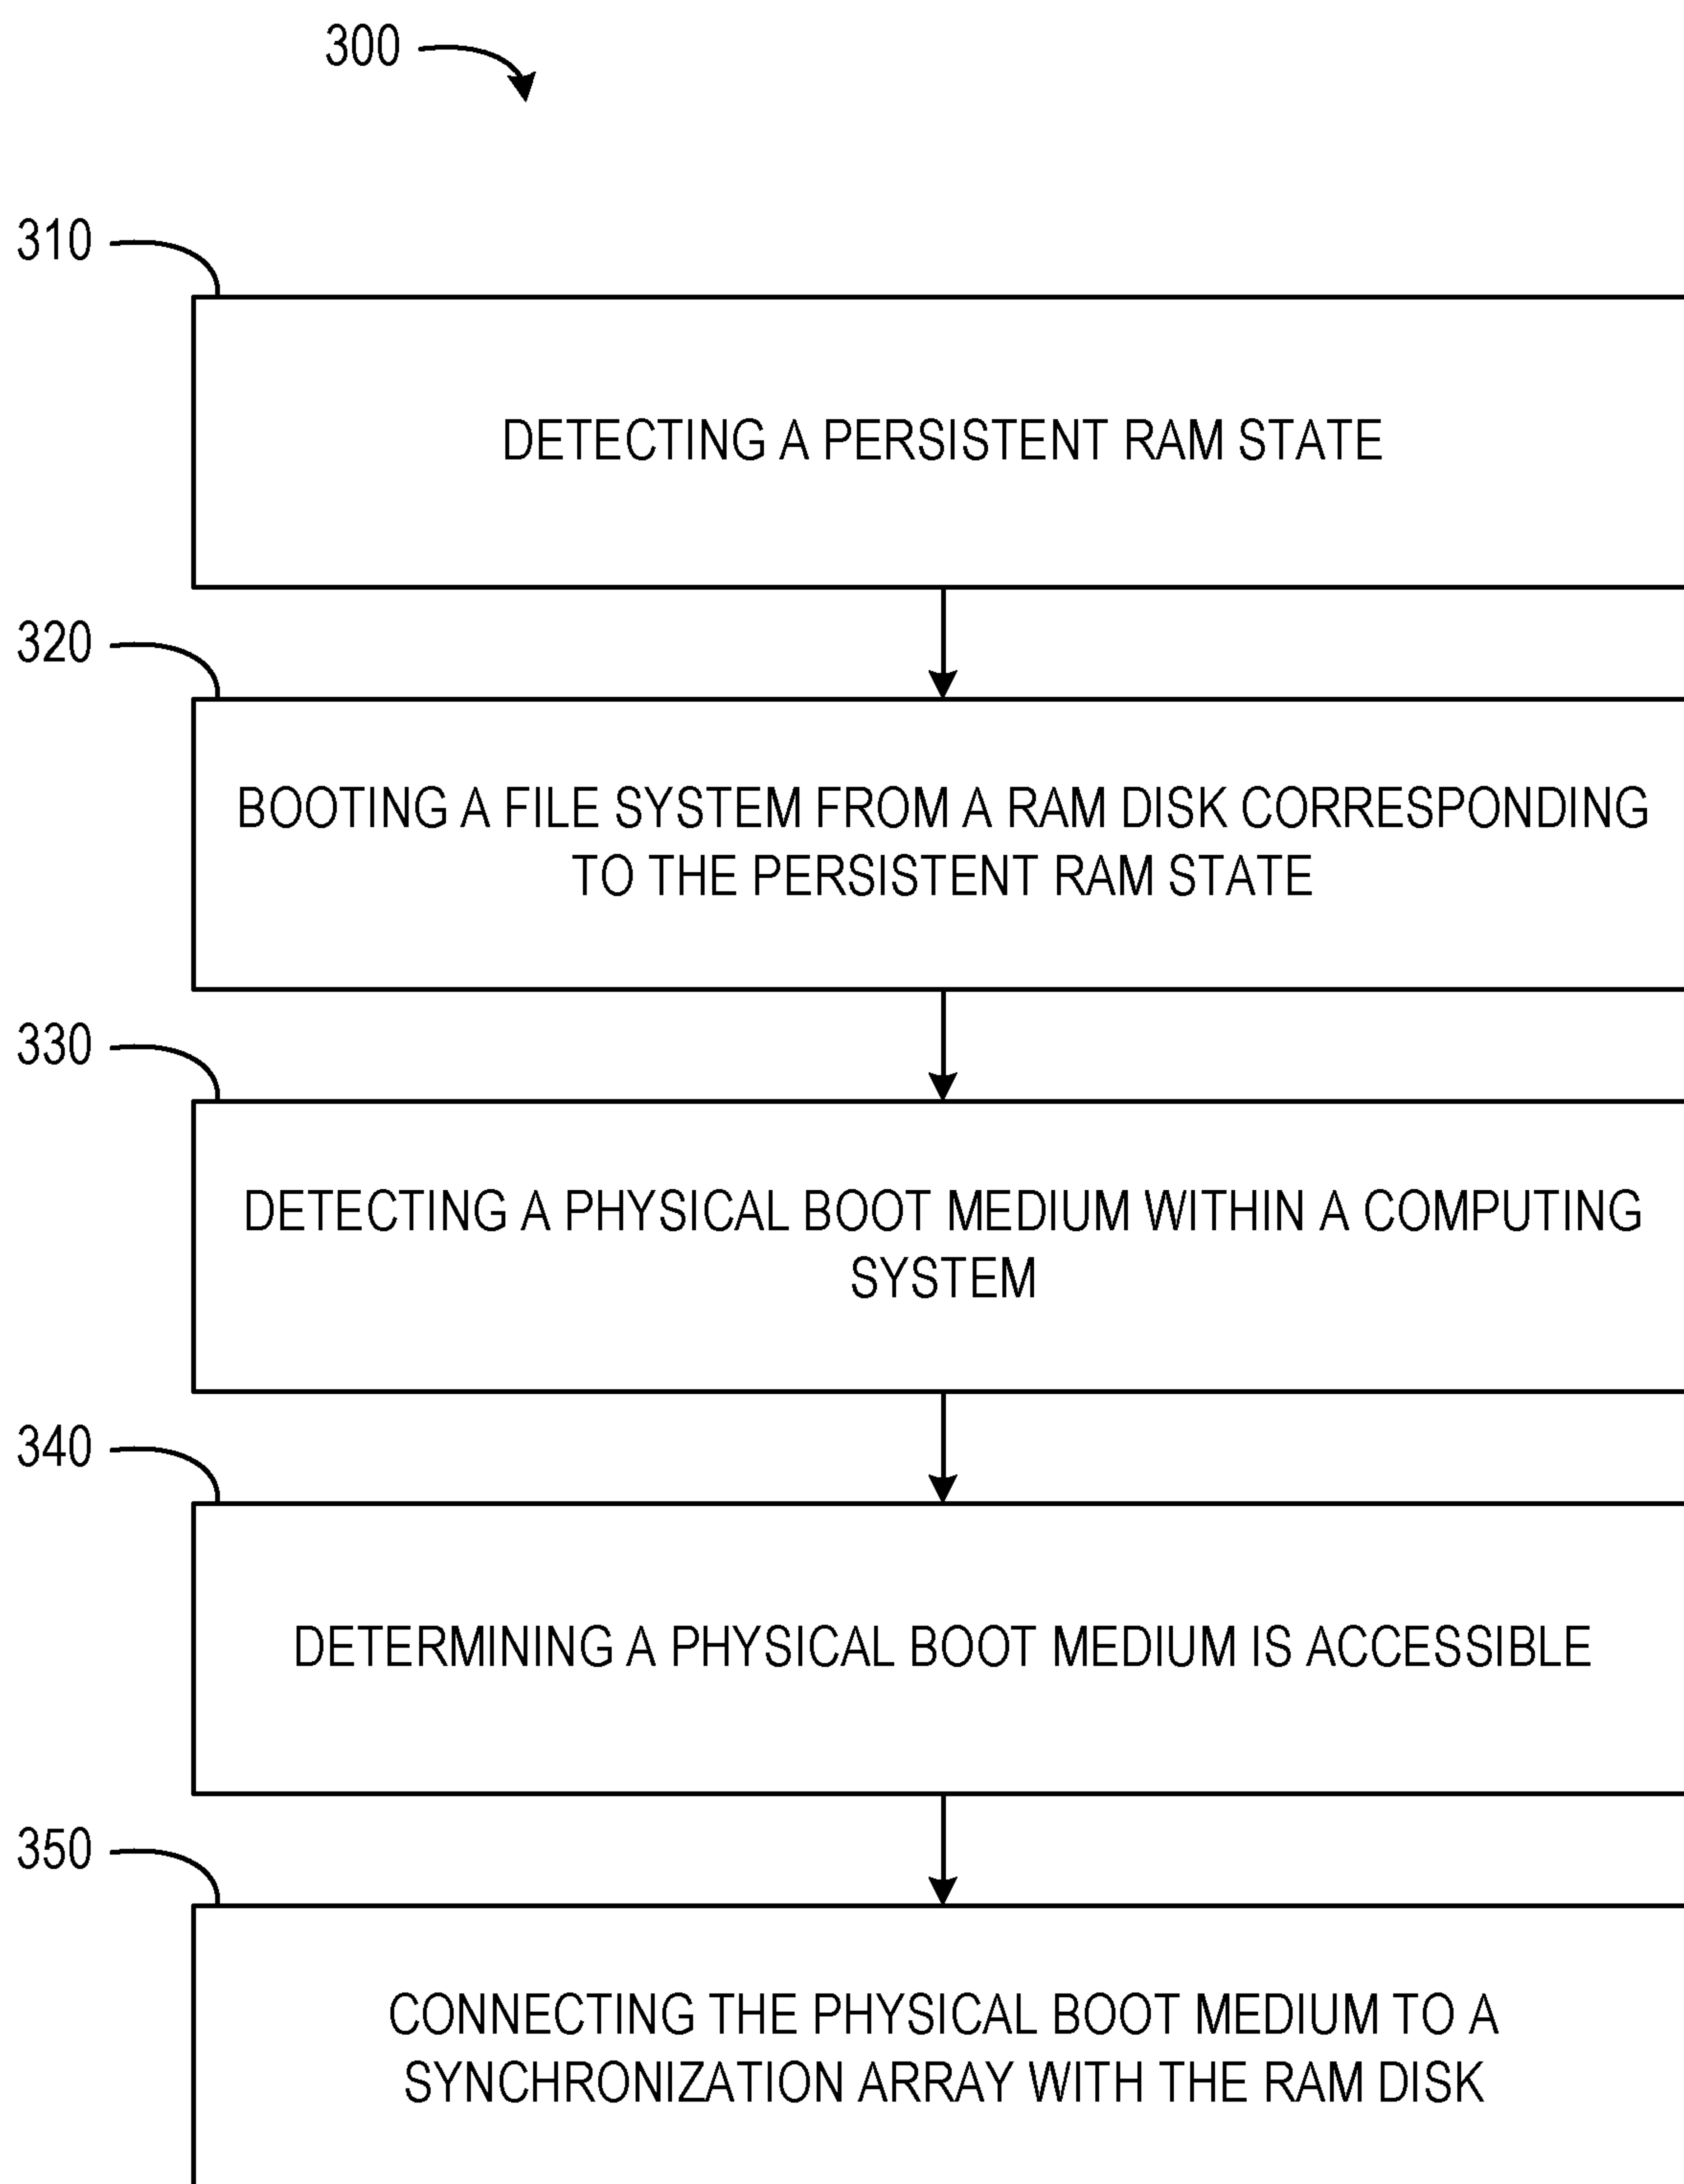 300
310
DETECTING A PERSISTENT RAM STATE
320
BOOTING A FILE SYSTEM FROM A RAM DISK CORRESPONDING
TO THE PERSISTENT RAM STATE
330
DETECTING A PHYSICAL BOOT MEDIUM WITHIN A COMPUTING
SYSTEM
340
DETERMINING A PHYSICAL BOOT MEDIUM IS ACCESSIBLE
350
CONNECTING THE PHYSICAL BOOT MEDIUM TO A
SYNCHRONIZATION ARRAY WITH THE RAM DISK